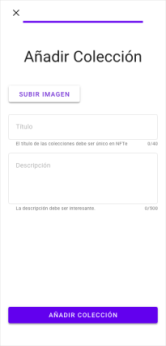 Añadir Colección
SUBIR IMAGEN
Título
El título de las colecciones debe ser único en NFTe
0/40
Descripción
La descripción debe ser interesante.
0/500
AÑADIR COLECCIÓN